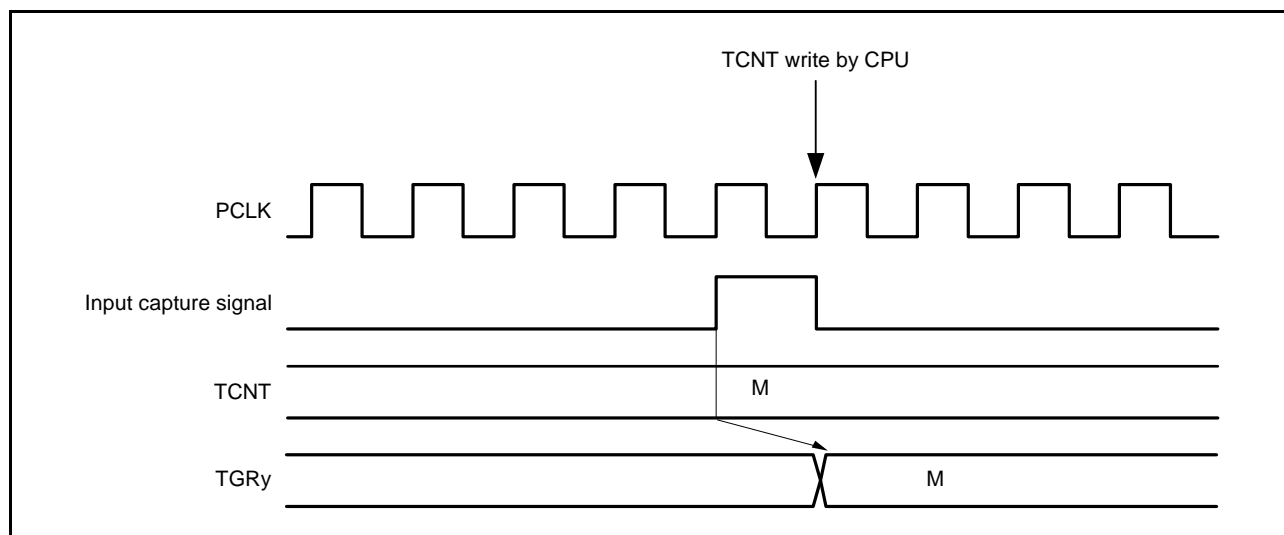 TCNT write by CPU
PCLK
Input capture signal
TCNT
M
TGRy
M